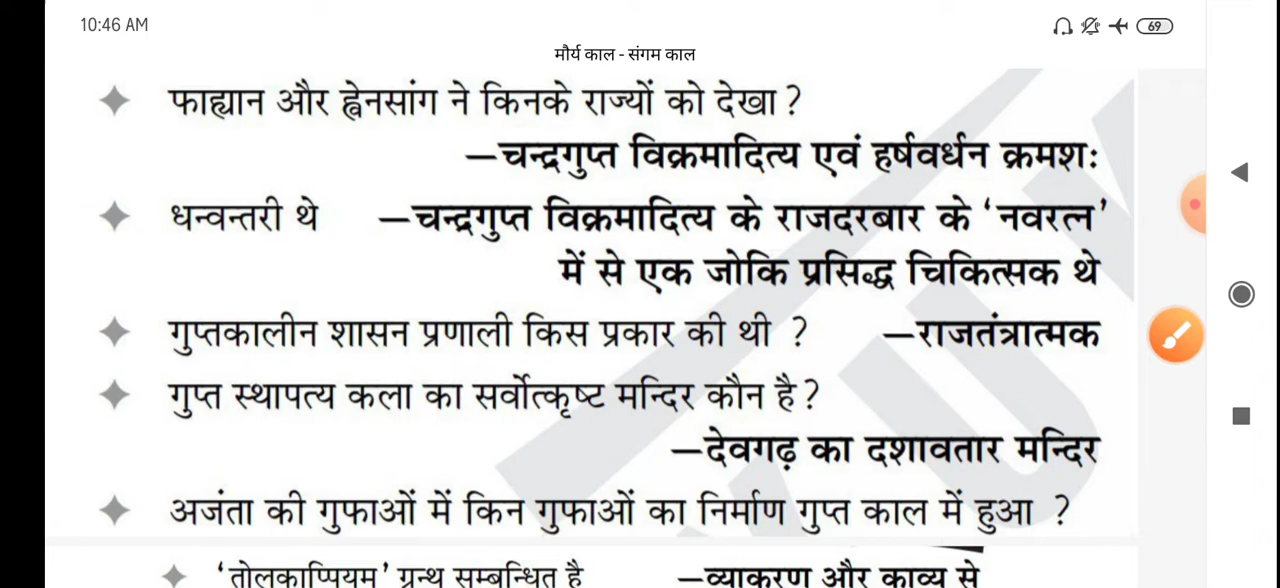 10:46 AM
69
मौर्य काल - संगम काल
फाह्यान और ह्वेनसांग ने किनके राज्यों को देखा ?
—चन्द्रगुप्त विक्रमादित्य एवं हर्षवर्धन क्रमशः
धन्वन्तरी थे —चन्द्रगुप्त विक्रमादित्य के राजदरबार के ‘नवरत्न’
में से एक जोकि प्रसिद्ध चिकित्सक थे
गुप्तकालीन शासन प्रणाली किस प्रकार की थी ? —राजतंत्रात्मक
गुप्त स्थापत्य कला का सर्वोत्कृष्ट मन्दिर कौन है ?
—देवगढ़ का दशावतार मन्दिर
अजंता की गुफाओं में किन गुफाओं का निर्माण गुप्त काल में हुआ ?
‘तोलकाप्पियम’ ग्रन्थ सम्बन्धित है —व्याकरण और काव्य से